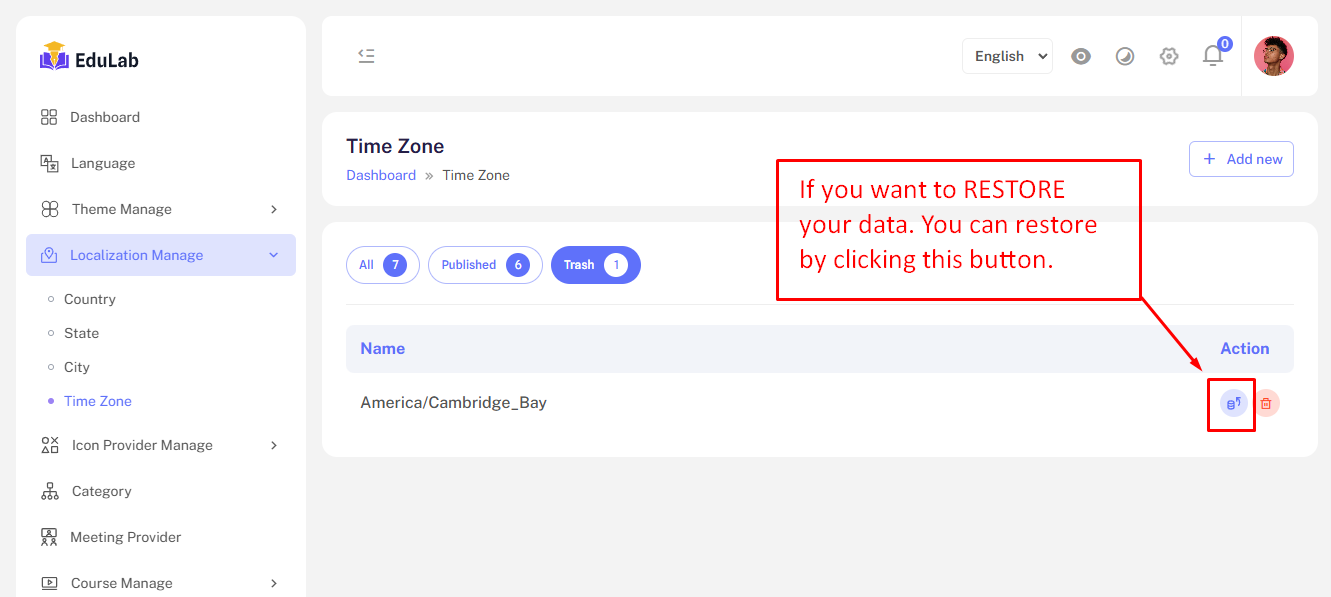 EduLab
Dashboard
Language
Theme Manage
Localization Manage
Country
State
City
Time Zone
Icon Provider Manage
Category
Meeting Provider
Course Manage
English
0
Time Zone
Dashboard » Time Zone
+ Add new
If you want to RESTORE
your data. You can restore
by clicking this button.
All 7 Published 6 Trash 1
Name Action
America/Cambridge_Bay